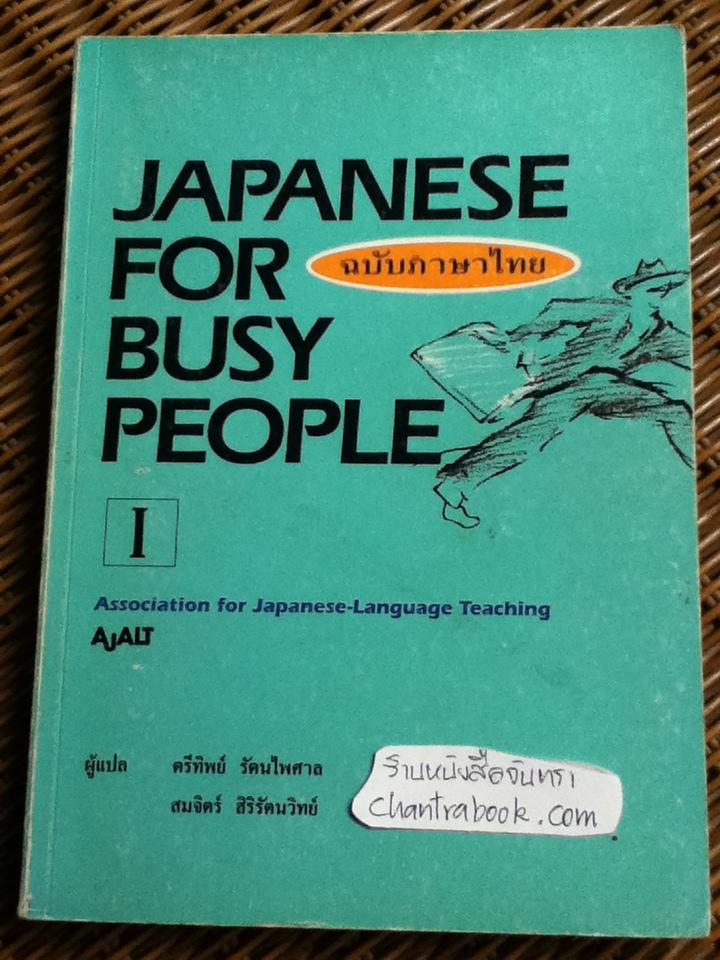 JAPANESE
FOR
ฉบับภาษาไทย
BUSY
PEOPLE
I
Association for Japanese-Language Teaching
AJALT
ผู้แปล ตรีทิพย์ รัตนไพศาล
สมจิตร์ สิริรัตนวิทย์
ร้านหนังสือจันทรา
Chantrabook.com